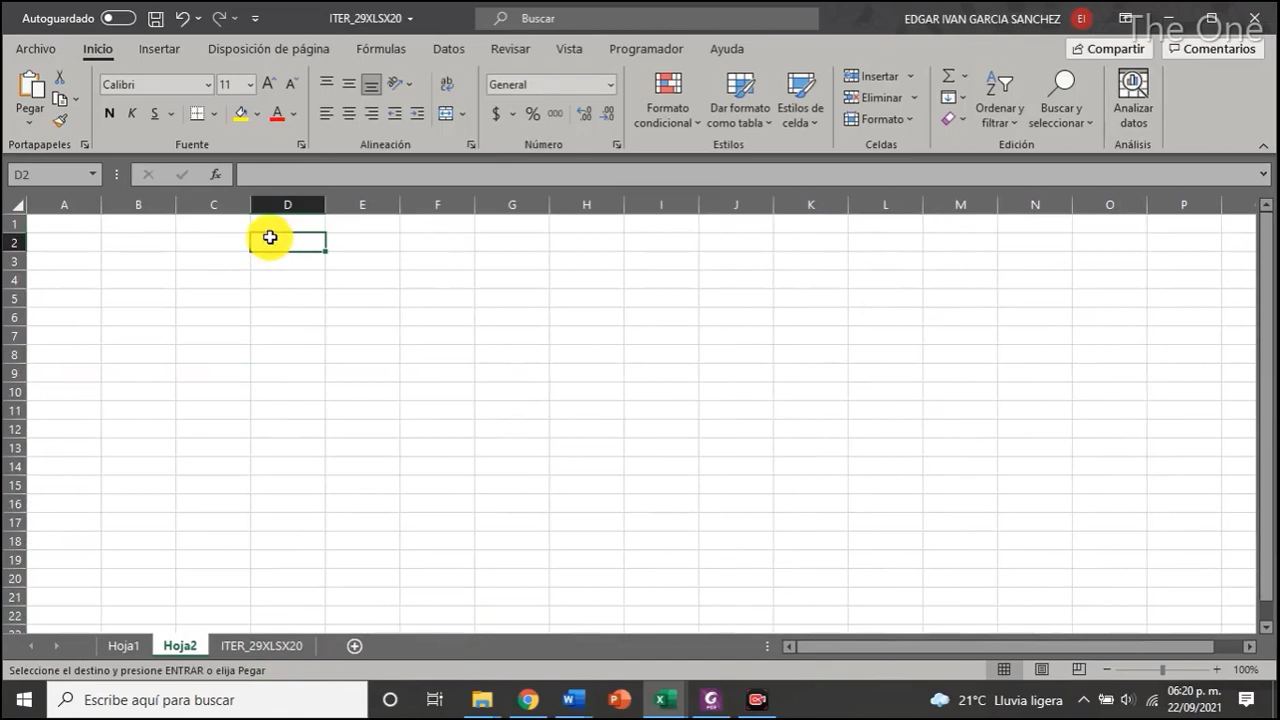 Autoguardado
ITER_29XLSX20
Buscar
EDGAR IVAN GARCIA SANCHEZ
EI
The One
Archivo
Inicio
Insertar
Disposición de página
Fórmulas
Datos
Revisar
Vista
Programador
Ayuda
Compartir
Comentarios
Pegar
Portapapeles
Calibri
11
N K S
Fuente
Alineación
General
$ % 000
Número
Formato condicional
Dar formato como tabla
Estilos de celda
Estilos
Insertar
Eliminar
Formato
Celdas
Ordenar y filtrar
Buscar y seleccionar
Edición
Analizar datos
Análisis
D2
fx
A B C D E F G H I J K L M N O P
1
2
3
4
5
6
7
8
9
10
11
12
13
14
15
16
17
18
19
20
21
22
Hoja1
Hoja2
ITER_29XLSX20
Seleccione el destino y presione ENTRAR o elija Pegar
100%
Escribe aquí para buscar
21°C Lluvia ligera
06:20 p. m.
22/09/2021